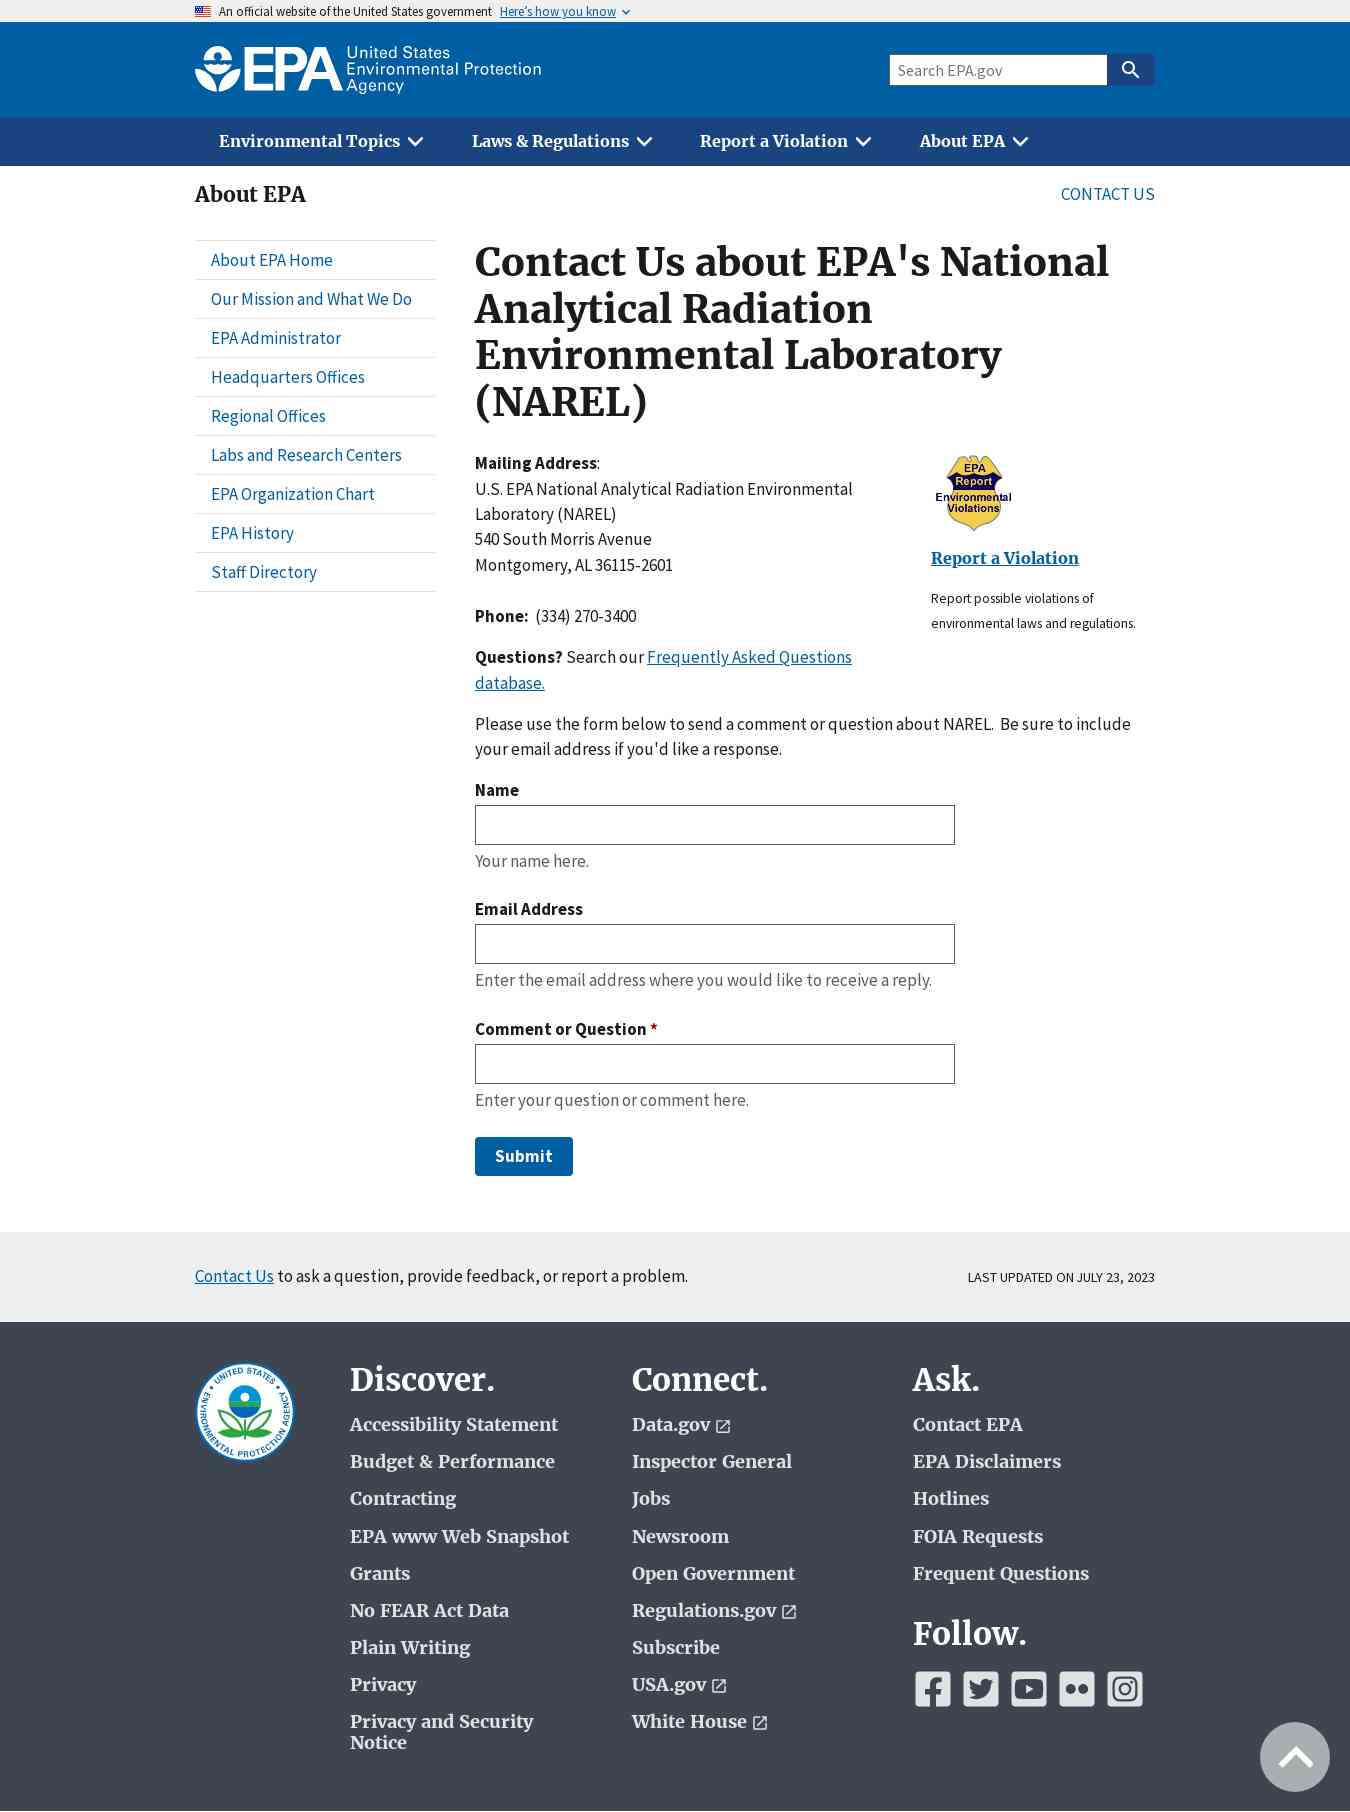 An official website of the United States government Here's how you know
EPA United States
Environmental Protection
Agency
Search EPA.gov
Environmental Topics Laws & Regulations Report a Violation About EPA
About EPA
CONTACT US
About EPA Home
Our Mission and What We Do
EPA Administrator
Headquarters Offices
Regional Offices
Labs and Research Centers
EPA Organization Chart
EPA History
Staff Directory
Contact Us about EPA's National
Analytical Radiation
Environmental Laboratory
(NAREL)
Mailing Address:
U.S. EPA National Analytical Radiation Environmental
Laboratory (NAREL)
540 South Morris Avenue
Montgomery, AL 36115-2601
Phone: (334) 270-3400
Questions? Search our Frequently Asked Questions
database.
EPA
Report
Environmental
Violations
Report a Violation
Report possible violations of
environmental laws and regulations.
Please use the form below to send a comment or question about NAREL. Be sure to include
your email address if you'd like a response.
Name
Your name here.
Email Address
Enter the email address where you would like to receive a reply.
Comment or Question *
Enter your question or comment here.
Submit
Contact Us to ask a question, provide feedback, or report a problem.
LAST UPDATED ON JULY 23, 2023
UNITED STATES
ENVIRONMENTAL PROTECTION AGENCY
Discover.
Accessibility Statement
Budget & Performance
Contracting
EPA www Web Snapshot
Grants
No FEAR Act Data
Plain Writing
Privacy
Privacy and Security
Notice
Connect.
Data.gov
Inspector General
Jobs
Newsroom
Open Government
Regulations.gov
Subscribe
USA.gov
White House
Ask.
Contact EPA
EPA Disclaimers
Hotlines
FOIA Requests
Frequent Questions
Follow.